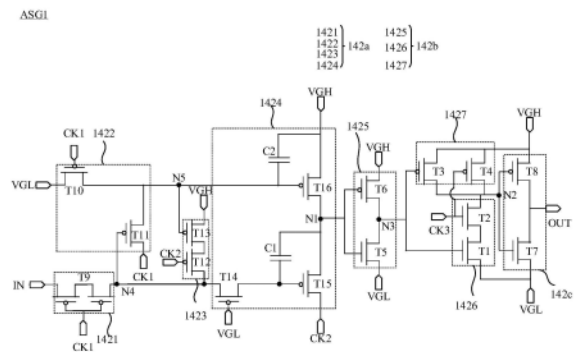 ASG1
1421
1422
1423
1424
142a
1425
1426
1427
142b
VGH
1424
CK1
1422
C2
1425
VGH
VGH
1427
VGL
T10
N5
VGH
T16
T6
T3
T4
T8
N2
T11
T13
N1
N3
CK3
T2
OUT
CK2
T12
C1
T5
T1
T7
IN
T9
N4
CK1
T14
T15
VGL
1426
VGL
142c
1421
1423
VGL
CK2
CK1